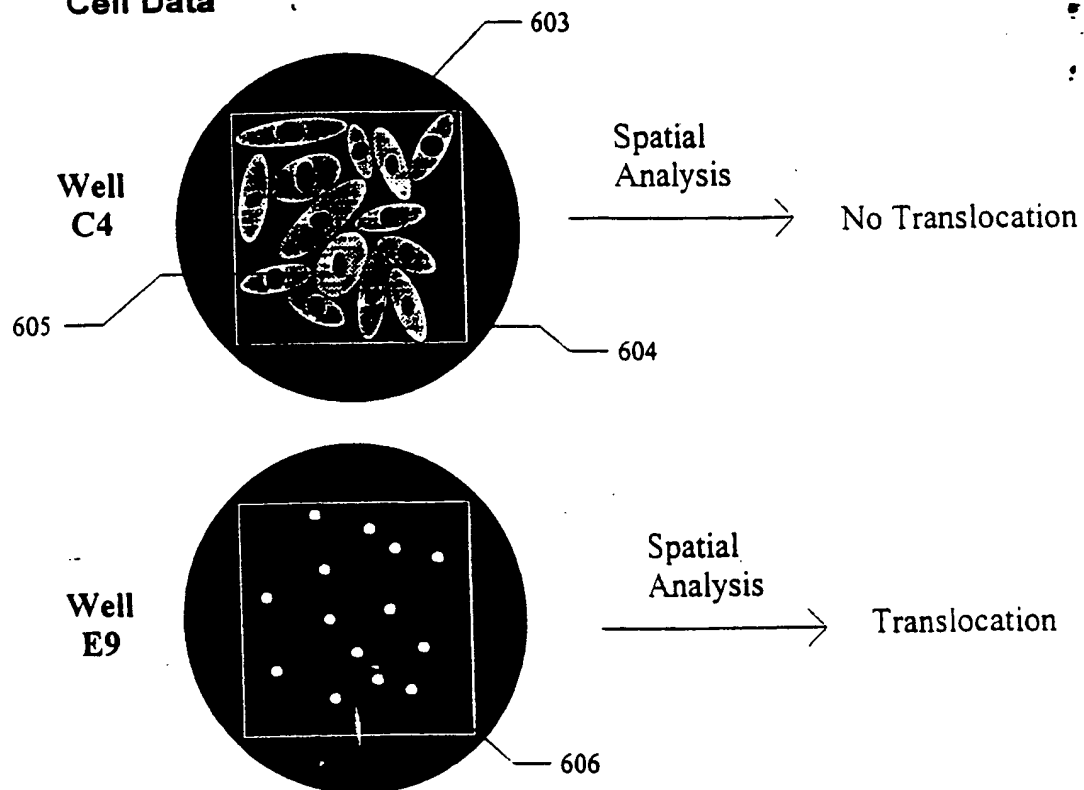 Cell Data
603
Spatial
Analysis
Well
C4
No Translocation
605
604
Spatial
Analysis
Well
E9
Translocation
606